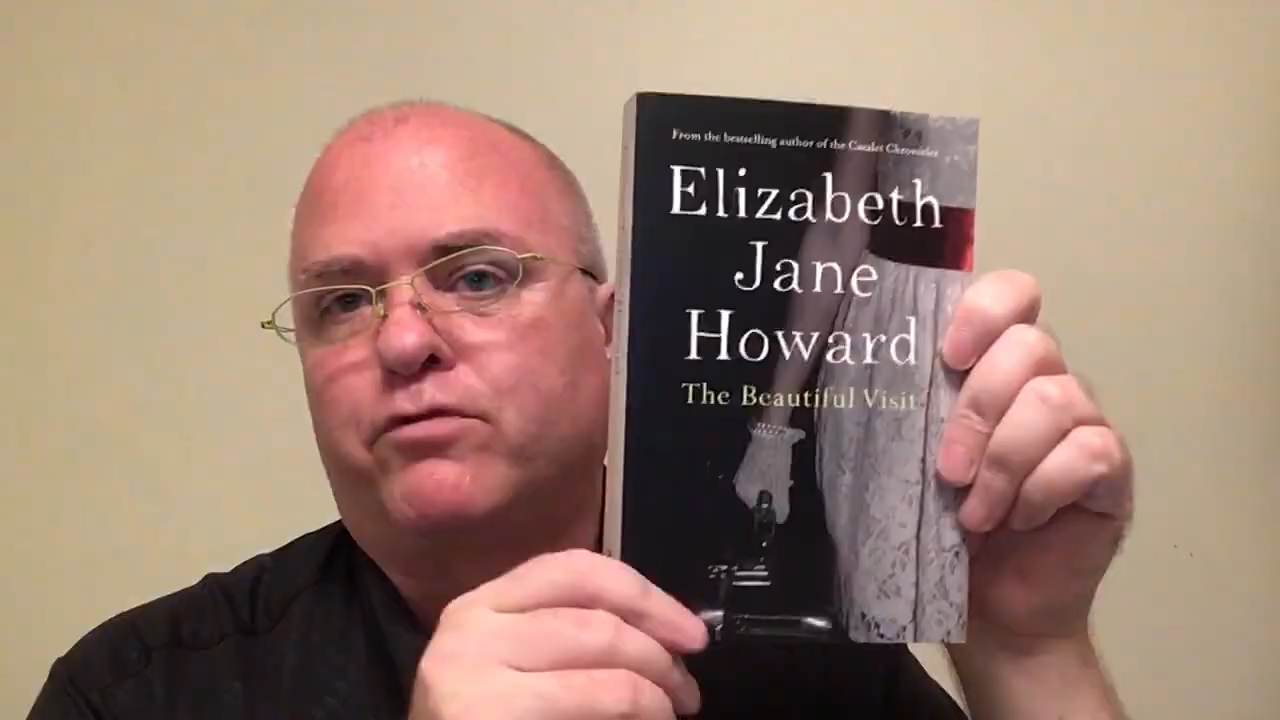 From the bestselling author of the Cazalet Chronicles
Elizabeth
Jane
Howard
The Beautiful Visit